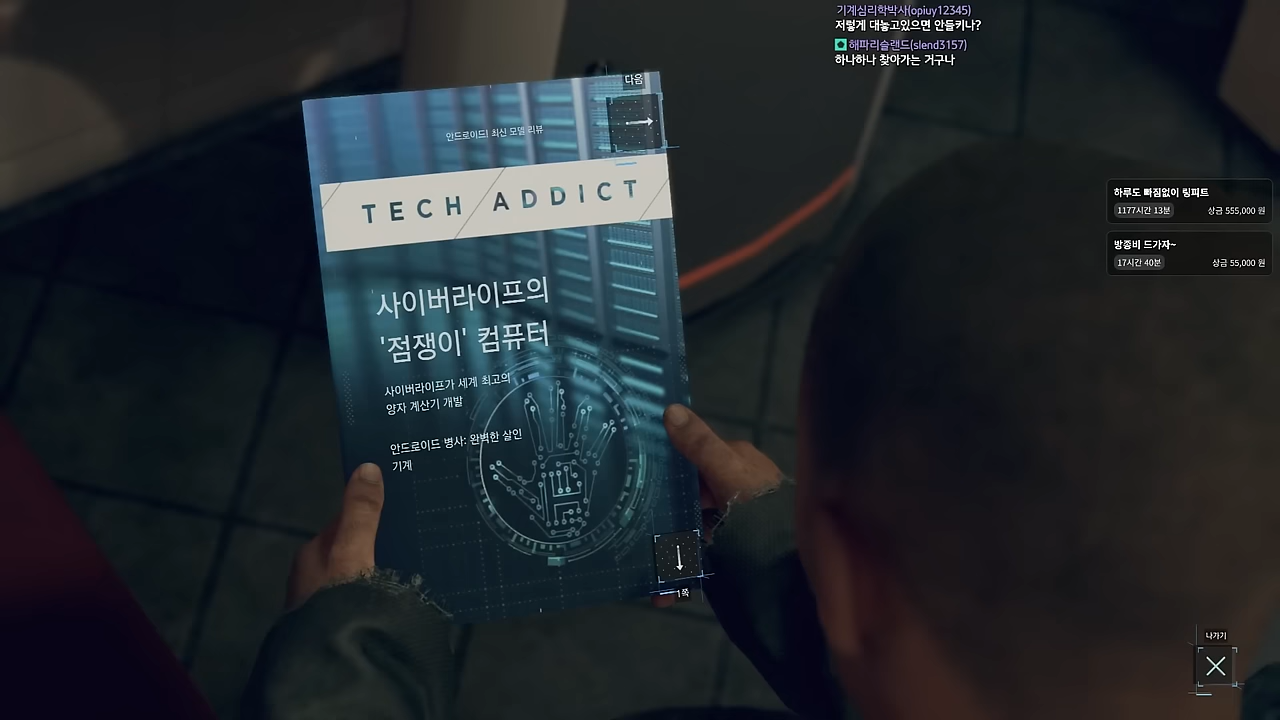 기계심리학박사(opiuy12345)
저렇게 대놓고있으면 안들키나?
해파리슬랜드(slend3157)
하나하나 찾아가는 거구나
다음
안드로이드! 최신 모델 리뷰
TECH ADDICT
하루도 빠짐없이 링피트
1177시간 13분 상금 555,000 원
방종비 드가자~
17시간 40분 상금 55,000 원
사이버라이프의
'점쟁이' 컴퓨터
사이버라이프가 세계 최고의
양자 계산기 개발
안드로이드 병사: 완벽한 살인
기계
1쪽
나가기